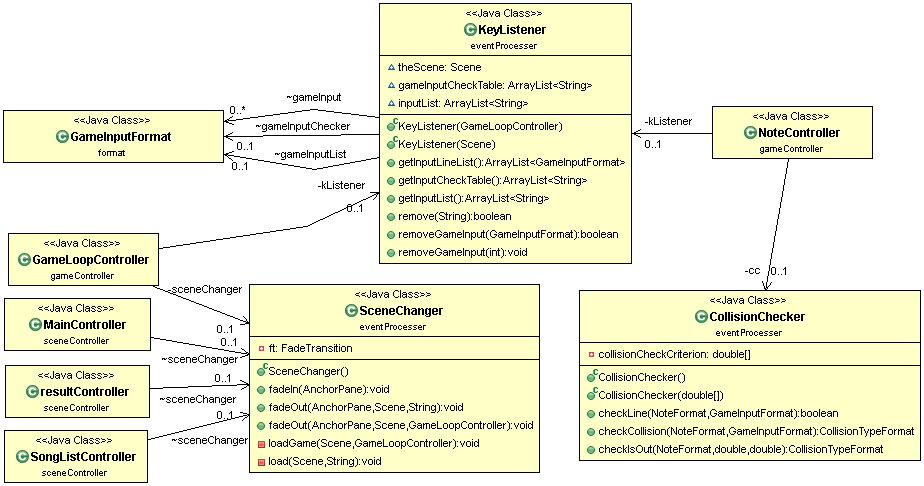 <<Java Class>>
KeyListener
eventProcesser
theScene: Scene
gameInputCheckTable: ArrayList<String>
inputList: ArrayList<String>
KeyListener(GameLoopController)
KeyListener(Scene)
getInputLineList():ArrayList<GameInputFormat>
getInputCheckTable():ArrayList<String>
getInputList():ArrayList<String>
remove(String):boolean
removeGameInput(GameInputFormat):boolean
removeGameInput(int):void
<<Java Class>>
GameInputFormat
format
~gameInput
0..*
~gameInputChecker
0..1
~gameInputList
0..1
<<Java Class>>
NoteController
gameController
-kListener
0..1
-kListener
0..1
<<Java Class>>
GameLoopController
gameController
-sceneChanger
0..1
<<Java Class>>
MainController
sceneController
~sceneChanger
0..1
<<Java Class>>
resultController
sceneController
~sceneChanger
0..1
<<Java Class>>
SongListController
sceneController
~sceneChanger
0..1
<<Java Class>>
SceneChanger
eventProcesser
ft: FadeTransition
SceneChanger()
fadeIn(AnchorPane):void
fadeOut(AnchorPane,Scene,String):void
fadeOut(AnchorPane,Scene,GameLoopController):void
loadGame(Scene,GameLoopController):void
load(Scene,String):void
-cc
0..1
<<Java Class>>
CollisionChecker
eventProcesser
collisionCheckCriterion: double[]
CollisionChecker()
CollisionChecker(double[])
checkLine(NoteFormat,GameInputFormat):boolean
checkCollision(NoteFormat,GameInputFormat):CollisionTypeFormat
checkIsOut(NoteFormat,double,double):CollisionTypeFormat